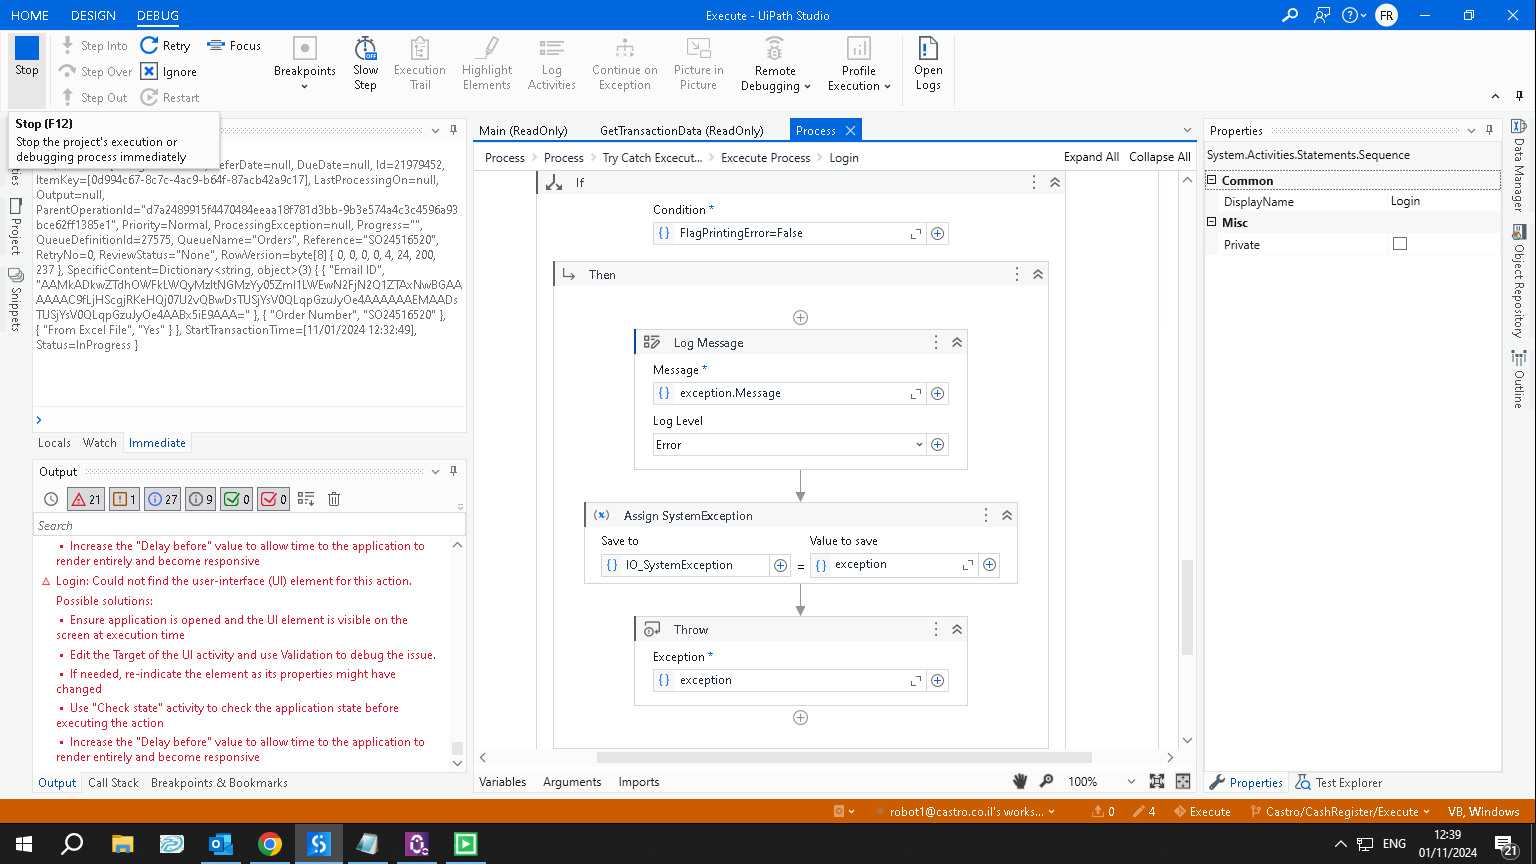 HOME DESIGN DEBUG
Execute - UiPath Studio
FR
Stop
Step Into
Step Over
Step Out
Retry
Ignore
Restart
Focus
Breakpoints
Slow
Step
Execution
Trail
Highlight
Elements
Log
Activities
Continue on
Exception
Picture in
Picture
Remote
Debugging
Profile
Execution
Open
Logs
Stop (F12)
Stop the project's execution or
debugging process immediately
Project
Snippets
eferDate=null, DueDate=null, Id=21979452,
ItemKey=[0d994c67-8c7c-4ac9-b64f-87acb42a9c17], LastProcessingOn=null,
Output=null,
ParentOperationId="d7a2489915f4470484eeaa18f781d3bb-9b3e574a4c3c4596a93
bce62ff1385e1", Priority=Normal, ProcessingException=null, Progress="",
QueueDefinitionId=27575, QueueName="Orders", Reference="SO24516520",
RetryNo=0, ReviewStatus="None", RowVersion=byte[8] { 0, 0, 0, 0, 4, 24, 200,
237 }, SpecificContent=Dictionary<string, object>(3) { { "Email ID",
"AAMkADkwZTdhOWFkLWQyMzItNGMzYy05ZmI1LWEwN2FjN2Q1ZTAxNwBGAA
AAAAC9fLjHScgjRKeHQj07U2vQBwDsTUSJYsV0QLqpGzuJyOe4AAAAAAEMAADs
TUSJYsV0QLqpGzuJyOe4AABx5iE9AAA=" }, { "Order Number", "SO24516520" },
{ "From Excel File", "Yes" } }, StartTransactionTime=[11/01/2024 12:32:49],
Status=InProgress }
Locals Watch Immediate
Output
21 1 27 9 0 0
Search
• Increase the "Delay before" value to allow time to the application to
render entirely and become responsive
Login: Could not find the user-interface (UI) element for this action.
Possible solutions:
• Ensure application is opened and the UI element is visible on the
screen at execution time
• Edit the Target of the UI activity and use Validation to debug the issue.
• If needed, re-indicate the element as its properties might have
changed
• Use "Check state" activity to check the application state before
executing the action
• Increase the "Delay before" value to allow time to the application to
render entirely and become responsive
Output Call Stack Breakpoints & Bookmarks
Main (ReadOnly) GetTransactionData (ReadOnly) Process
Process Process Try Catch Excecut... Excecute Process Login
Expand All Collapse All
If
Condition *
FlagPrintingError=False
Then
Log Message
Message *
exception.Message
Log Level
Error
Assign SystemException
Save to Value to save
IO_SystemException = exception
Throw
Exception *
exception
Variables Arguments Imports
100%
Properties
System.Activities.Statements.Sequence
Common
DisplayName Login
Misc
Private
Properties Test Explorer
Data Manager
Object Repository
Outline
robot1@castro.co.il's works...
0
4
Execute
Castro/CashRegister/Execute
VB, Windows
ENG
12:39
01/11/2024
21